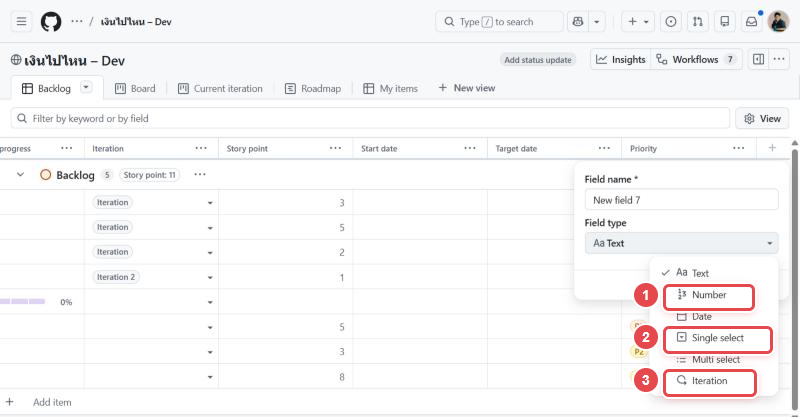 / เงินไปไหน – Dev
Type / to search
เงินไปไหน – Dev
Add status update
Insights
Workflows 7
Backlog
Board
Current iteration
Roadmap
My items
+ New view
Filter by keyword or by field
View
progress Iteration Story point Start date Target date Priority
Backlog 5 Story point: 11
Iteration 3
Iteration 5
Iteration 2
Iteration 2 1
0%
5
3 P2
8
+ Add item
Field name *
New field 7
Field type
Aa Text
Aa Text
1 Number
Date
2 Single select
Multi select
3 Iteration